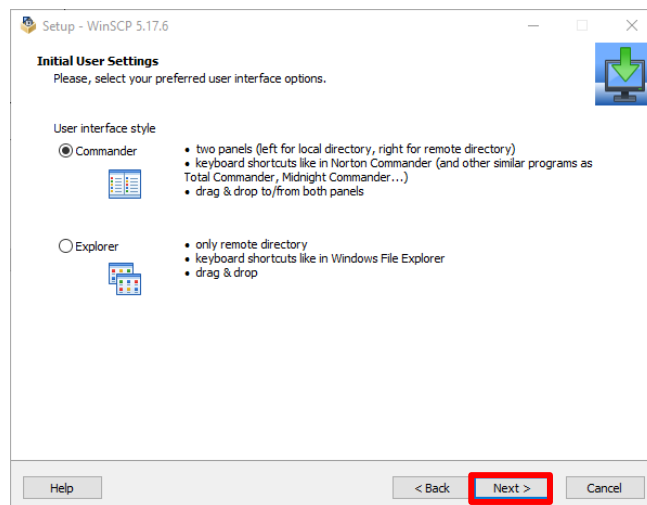 Setup - WinSCP 5.17.6
Initial User Settings
Please, select your preferred user interface options.
User interface style
Commander
• two panels (left for local directory, right for remote directory)
• keyboard shortcuts like in Norton Commander (and other similar programs as
Total Commander, Midnight Commander...)
• drag & drop to/from both panels
Explorer
• only remote directory
• keyboard shortcuts like in Windows File Explorer
• drag & drop
Help
< Back
Next >
Cancel